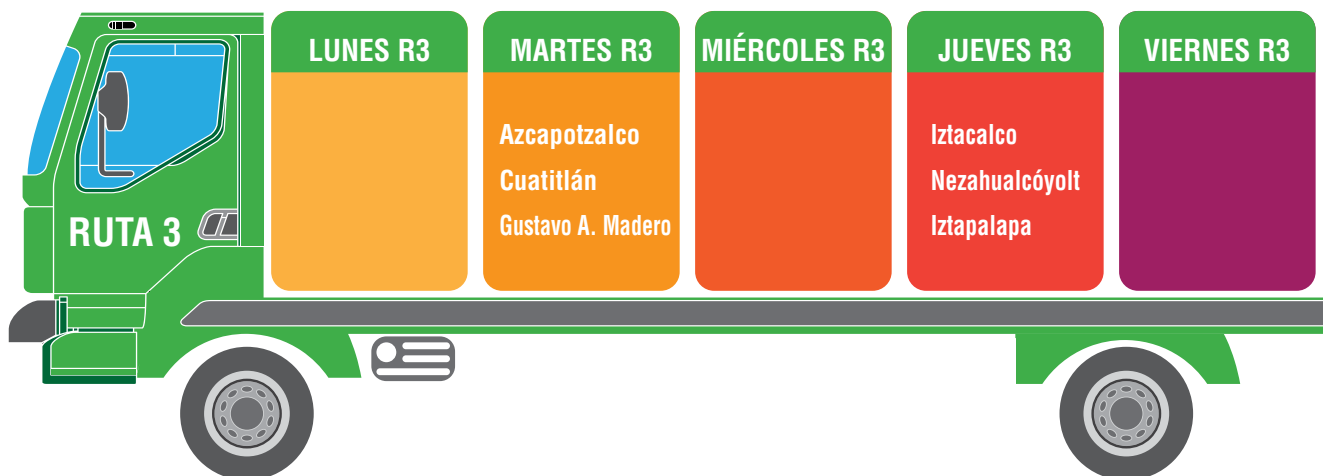 LUNES R3
MARTES R3
MIÉRCOLES R3
JUEVES R3
VIERNES R3
Azcapotzalco
Cuatitlán
Gustavo A. Madero
Iztacalco
Nezahualcóyolt
Iztapalapa
RUTA 3